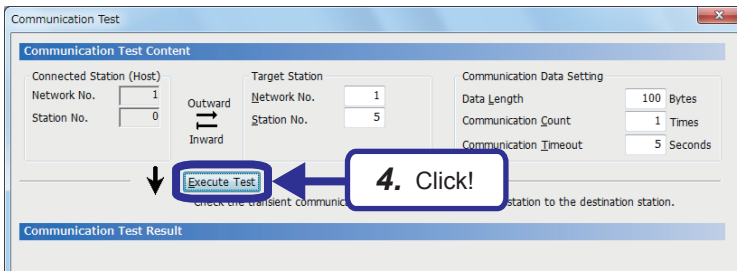 Communication Test
Communication Test Content
Connected Station (Host)
Network No. 1
Station No. 0
Outward
Inward
Target Station
Network No. 1
Station No. 5
Communication Data Setting
Data Length 100 Bytes
Communication Count 1 Times
Communication Timeout 5 Seconds
Execute Test
4. Click!
Check the transient communic station to the destination station.
Communication Test Result